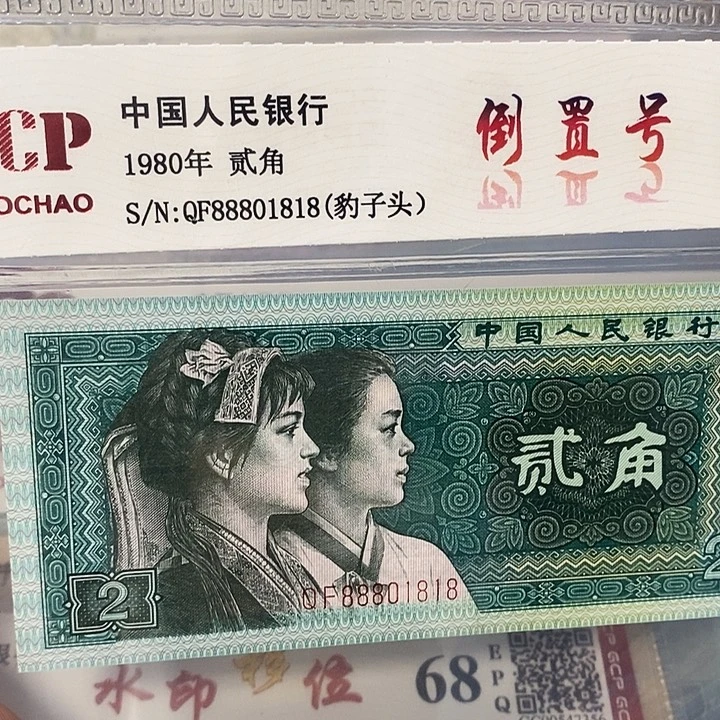 CP
OCHAO
中国人民银行
1980年 贰角
S/N:QF88801818(豹子头)
倒置号
中国人民银行
贰角
2
QF88801818
水印移位
68
EPQ
GCP